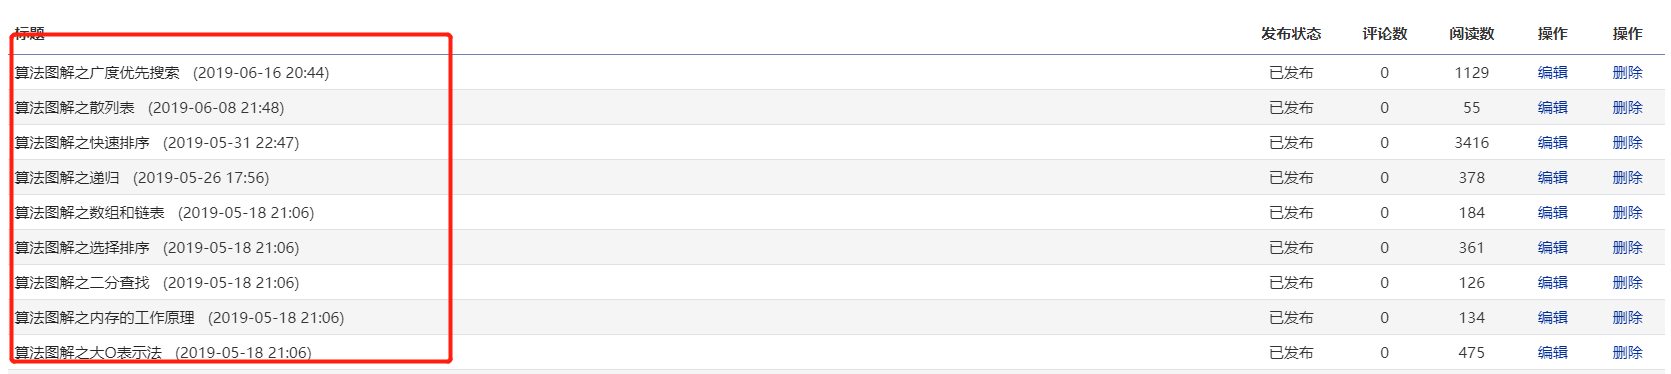 标题 发布状态 评论数 阅读数 操作 操作
算法图解之广度优先搜索 (2019-06-16 20:44) 已发布 0 1129 编辑 删除
算法图解之散列表 (2019-06-08 21:48) 已发布 0 55 编辑 删除
算法图解之快速排序 (2019-05-31 22:47) 已发布 0 3416 编辑 删除
算法图解之递归 (2019-05-26 17:56) 已发布 0 378 编辑 删除
算法图解之数组和链表 (2019-05-18 21:06) 已发布 0 184 编辑 删除
算法图解之选择排序 (2019-05-18 21:06) 已发布 0 361 编辑 删除
算法图解之二分查找 (2019-05-18 21:06) 已发布 0 126 编辑 删除
算法图解之内存的工作原理 (2019-05-18 21:06) 已发布 0 134 编辑 删除
算法图解之大O表示法 (2019-05-18 21:06) 已发布 0 475 编辑 删除